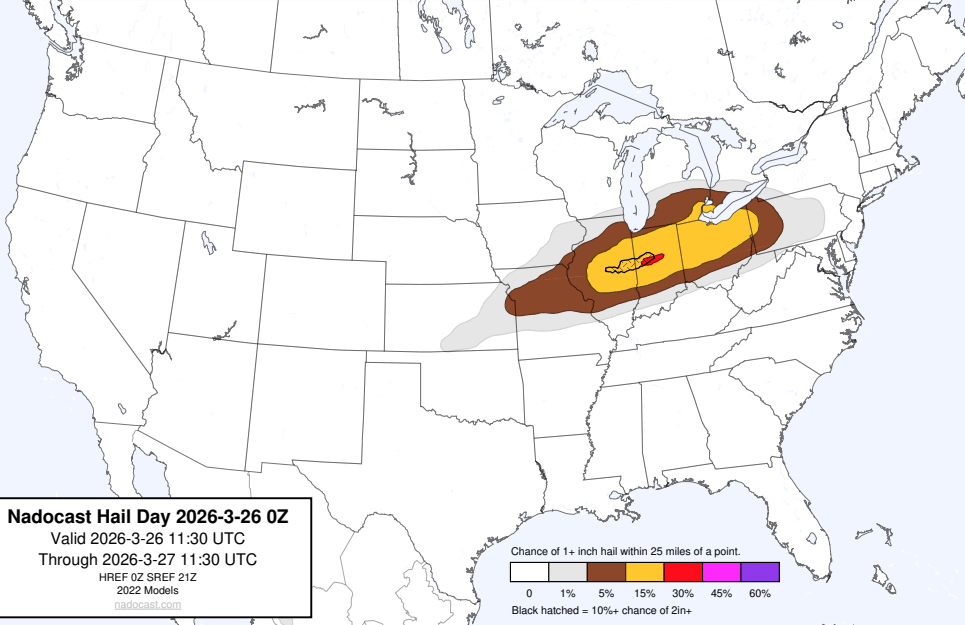 Nadocast Hail Day 2026-3-26 0Z
Valid 2026-3-26 11:30 UTC
Through 2026-3-27 11:30 UTC
HREF 0Z SREF 21Z
2022 Models
nadocast.com
Chance of 1+ inch hail within 25 miles of a point.
0 1% 5% 15% 30% 45% 60%
Black hatched = 10%+ chance of 2in+